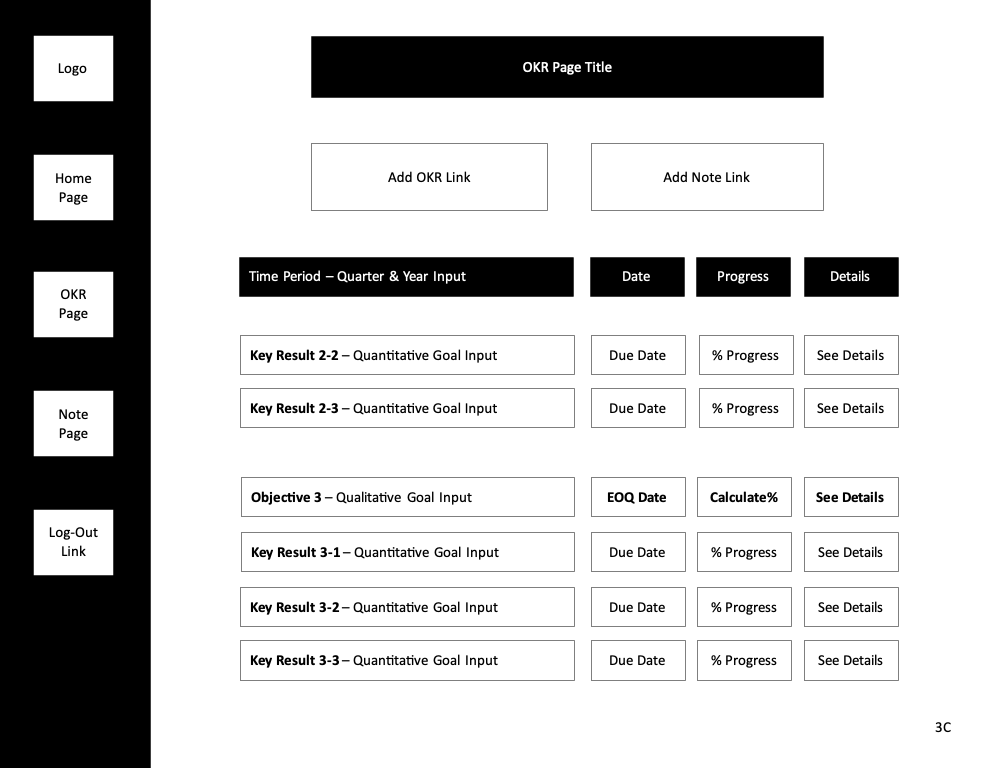 Logo
Home
Page
OKR
Page
Note
Page
Log-Out
Link
OKR Page Title
Add OKR Link
Add Note Link
Time Period – Quarter & Year Input
Date
Progress
Details
Key Result 2-2 – Quantitative Goal Input
Due Date
% Progress
See Details
Key Result 2-3 – Quantitative Goal Input
Due Date
% Progress
See Details
Objective 3 – Qualitative Goal Input
EOQ Date
Calculate%
See Details
Key Result 3-1 – Quantitative Goal Input
Due Date
% Progress
See Details
Key Result 3-2 – Quantitative Goal Input
Due Date
% Progress
See Details
Key Result 3-3 – Quantitative Goal Input
Due Date
% Progress
See Details
3C